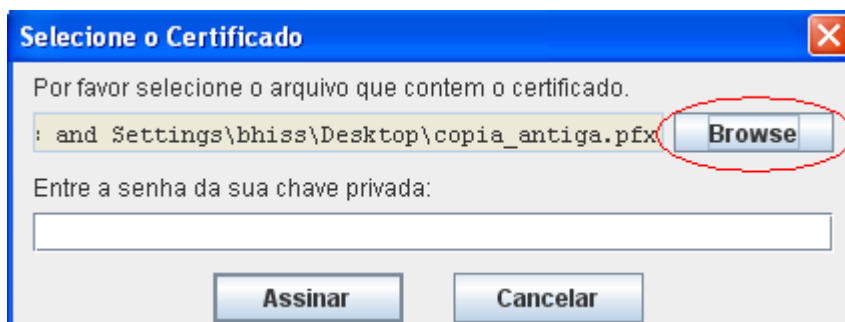 Selecione o Certificado
Por favor selecione o arquivo que contem o certificado.
: and Settings\bhiss\Desktop\copia_antiga.pfx Browse
Entre a senha da sua chave privada:
Assinar Cancelar